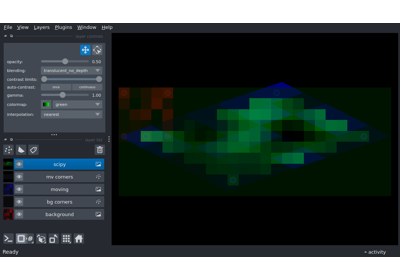 File View Layers Plugins Window Help
opacity: 0.50
blending: translucent_no_depth
contrast limits:
auto-contrast: once continuous
gamma: 1.00
colormap: green
interpolation: nearest
scipy
mv corners
moving
bg corners
background
Ready
activity